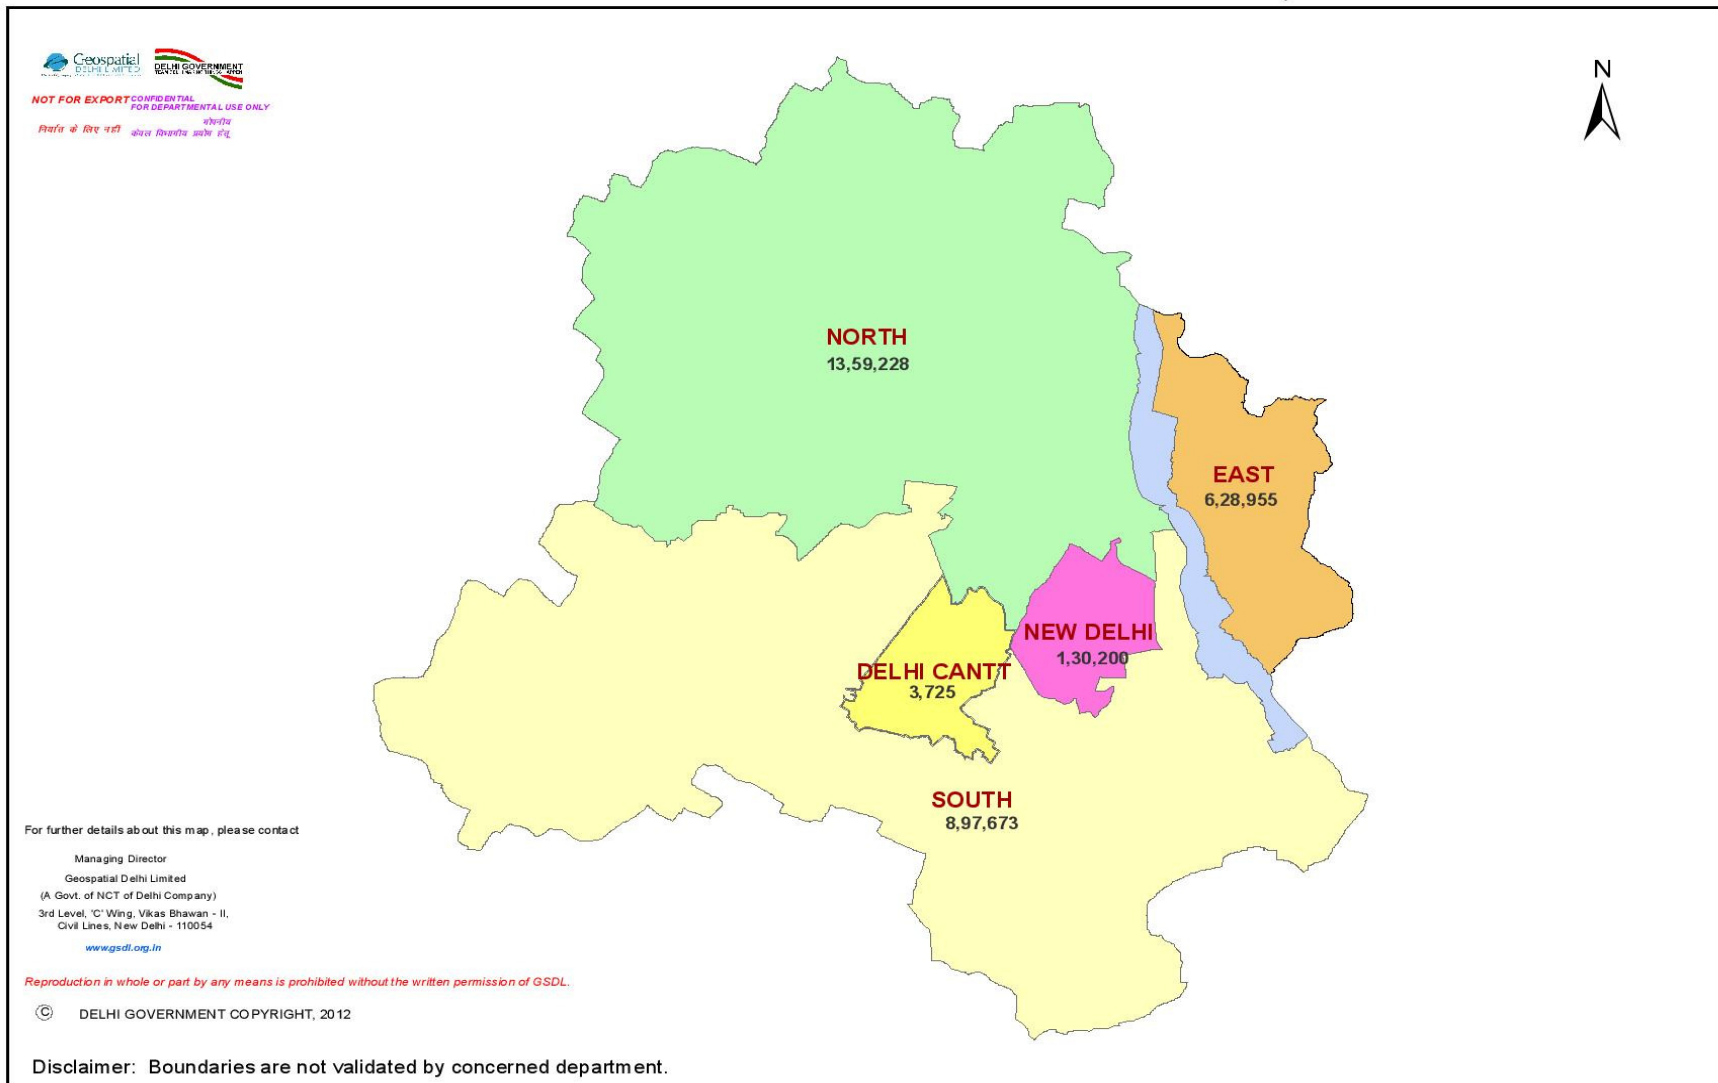 Geospatial
DELHI LIMITED
DELHI GOVERNMENT
NOT FOR EXPORT
CONFIDENTIAL
FOR DEPARTMENTAL USE ONLY
निर्यात के लिए नहीं
गोपनीय
केवल विभागीय प्रयोग हेतु
N
NORTH
13,59,228
EAST
6,28,955
NEW DELHI
1,30,200
DELHI CANTT
3,725
SOUTH
8,97,673
For further details about this map, please contact
Managing Director
Geospatial Delhi Limited
(A Govt. of NCT of Delhi Company)
3rd Level, 'C' Wing, Vikas Bhawan - II,
Civil Lines, New Delhi - 110054
www.gsdl.org.in
Reproduction in whole or part by any means is prohibited without the written permission of GSDL.
© DELHI GOVERNMENT COPYRIGHT, 2012
Disclaimer: Boundaries are not validated by concerned department.